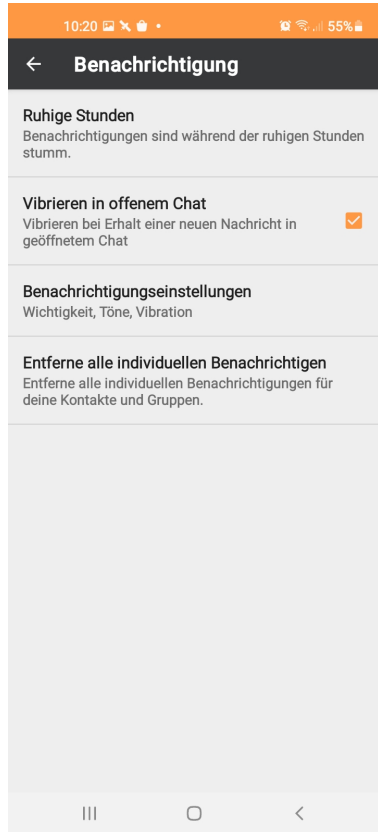 10:20 55%
Benachrichtigung
Ruhige Stunden
Benachrichtigungen sind während der ruhigen Stunden
stumm.
Vibrieren in offenem Chat
Vibrieren bei Erhalt einer neuen Nachricht in
geöffnetem Chat
Benachrichtigungseinstellungen
Wichtigkeit, Töne, Vibration
Entferne alle individuellen Benachrichtigen
Entferne alle individuellen Benachrichtigungen für
deine Kontakte und Gruppen.